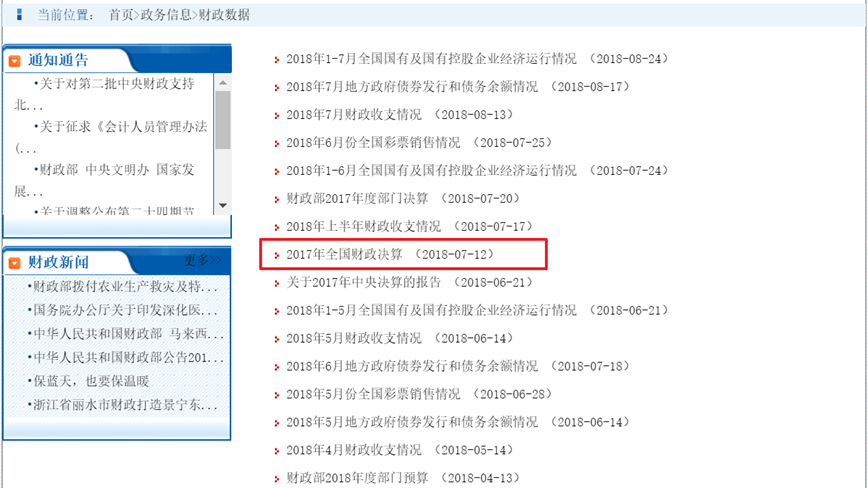 当前位置： 首页>政务信息>财政数据
通知通告
•关于对第二批中央财政支持
北...
•关于征求《会计人员管理办法
(...
•财政部 中央文明办 国家发
展...
•关于调整公布第二十四期节
财政新闻 更多>>
•财政部拨付农业生产救灾及特...
•国务院办公厅关于印发深化医...
•中华人民共和国财政部 马来西...
•中华人民共和国财政部公告201...
•保蓝天，也要保温暖
•浙江省丽水市财政打造景宁东...
2018年1-7月全国国有及国有控股企业经济运行情况 （2018-08-24）
2018年7月地方政府债券发行和债务余额情况 （2018-08-17）
2018年7月财政收支情况 （2018-08-13）
2018年6月份全国彩票销售情况 （2018-07-25）
2018年1-6月全国国有及国有控股企业经济运行情况 （2018-07-24）
财政部2017年度部门决算 （2018-07-20）
2018年上半年财政收支情况 （2018-07-17）
2017年全国财政决算 （2018-07-12）
关于2017年中央决算的报告 （2018-06-21）
2018年1-5月全国国有及国有控股企业经济运行情况 （2018-06-21）
2018年5月财政收支情况 （2018-06-14）
2018年6月地方政府债券发行和债务余额情况 （2018-07-18）
2018年5月份全国彩票销售情况 （2018-06-28）
2018年5月地方政府债券发行和债务余额情况 （2018-06-14）
2018年4月财政收支情况 （2018-05-14）
财政部2018年度部门预算 （2018-04-13）